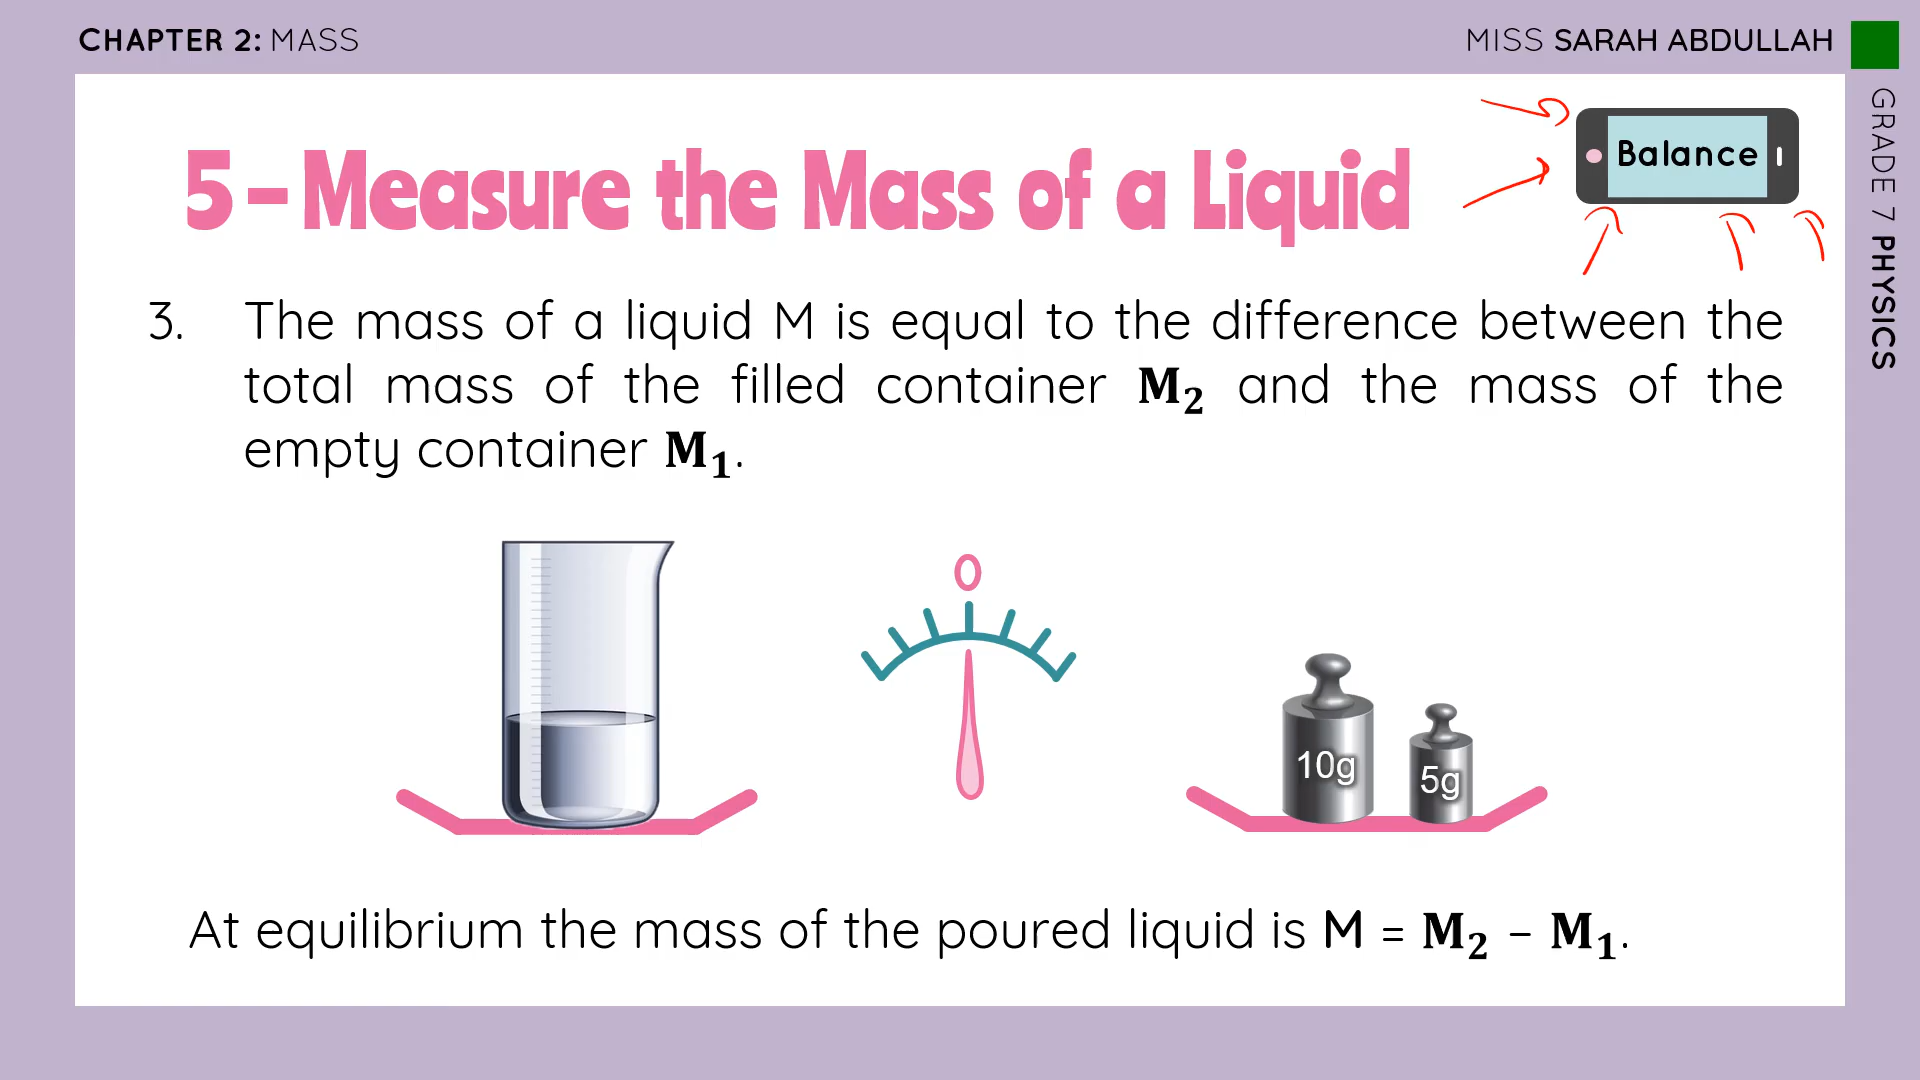 CHAPTER 2: MASS
MISS SARAH ABDULLAH
GRADE 7 PHYSICS
Balance
5-Measure the Mass of a Liquid
3. The mass of a liquid M is equal to the difference between the
total mass of the filled container M₂ and the mass of the
empty container M₁.
0
10g
5g
At equilibrium the mass of the poured liquid is M = M₂ − M₁.